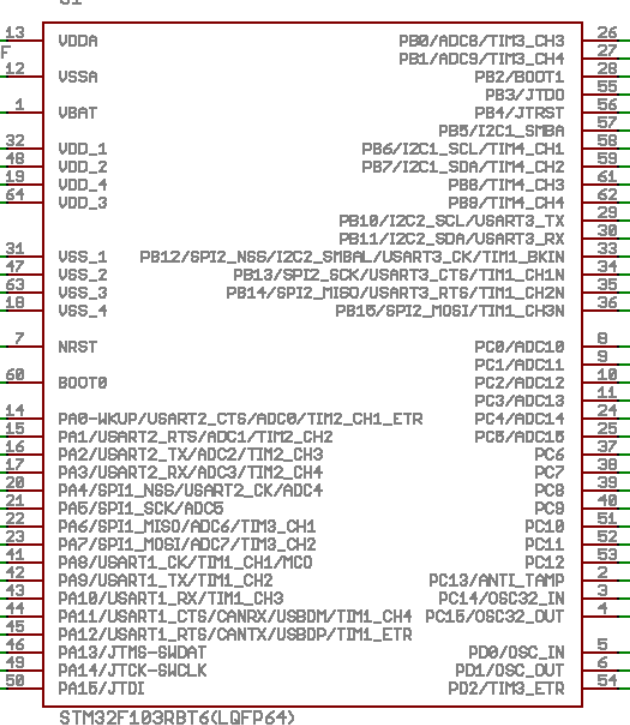 13 VDDA PB0/ADC8/TIM3_CH3 26
F PB1/ADC9/TIM3_CH4 27
12 VSSA PB2/BOOT1 28
PB3/JTDO 55
1 VBAT PB4/JTRST 56
PB5/I2C1_SMBA 57
32 VDD_1 PB6/I2C1_SCL/TIM4_CH1 58
48 VDD_2 PB7/I2C1_SDA/TIM4_CH2 59
19 VDD_4 PB8/TIM4_CH3 61
64 VDD_3 PB9/TIM4_CH4 62
PB10/I2C2_SCL/USART3_TX 29
PB11/I2C2_SDA/USART3_RX 30
31 VSS_1 PB12/SPI2_NSS/I2C2_SMBAL/USART3_CK/TIM1_BKIN 33
47 VSS_2 PB13/SPI2_SCK/USART3_CTS/TIM1_CH1N 34
63 VSS_3 PB14/SPI2_MISO/USART3_RTS/TIM1_CH2N 35
18 VSS_4 PB15/SPI2_MOSI/TIM1_CH3N 36
7 NRST PC0/ADC10 8
PC1/ADC11 9
60 BOOT0 PC2/ADC12 10
PC3/ADC13 11
14 PA0-WKUP/USART2_CTS/ADC0/TIM2_CH1_ETR PC4/ADC14 24
15 PA1/USART2_RTS/ADC1/TIM2_CH2 PC5/ADC15 25
16 PA2/USART2_TX/ADC2/TIM2_CH3 PC6 37
17 PA3/USART2_RX/ADC3/TIM2_CH4 PC7 38
20 PA4/SPI1_NSS/USART2_CK/ADC4 PC8 39
21 PA5/SPI1_SCK/ADC5 PC9 40
22 PA6/SPI1_MISO/ADC6/TIM3_CH1 PC10 51
23 PA7/SPI1_MOSI/ADC7/TIM3_CH2 PC11 52
41 PA8/USART1_CK/TIM1_CH1/MCO PC12 53
42 PA9/USART1_TX/TIM1_CH2 PC13/ANTI_TAMP 2
43 PA10/USART1_RX/TIM1_CH3 PC14/OSC32_IN 3
44 PA11/USART1_CTS/CANRX/USBDM/TIM1_CH4 PC15/OSC32_OUT 4
45 PA12/USART1_RTS/CANTX/USBDP/TIM1_ETR
46 PA13/JTMS-SWDAT PD0/OSC_IN 5
49 PA14/JTCK-SWCLK PD1/OSC_OUT 6
50 PA15/JTDI PD2/TIM3_ETR 54
STM32F103RBT6(LQFP64)